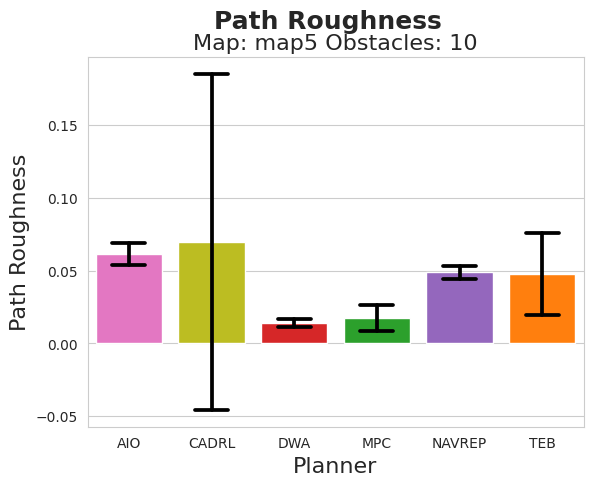 Path Roughness
Map: map5 Obstacles: 10
Path Roughness
0.15
0.10
0.05
0.00
−0.05
AIO CADRL DWA MPC NAVREP TEB
Planner